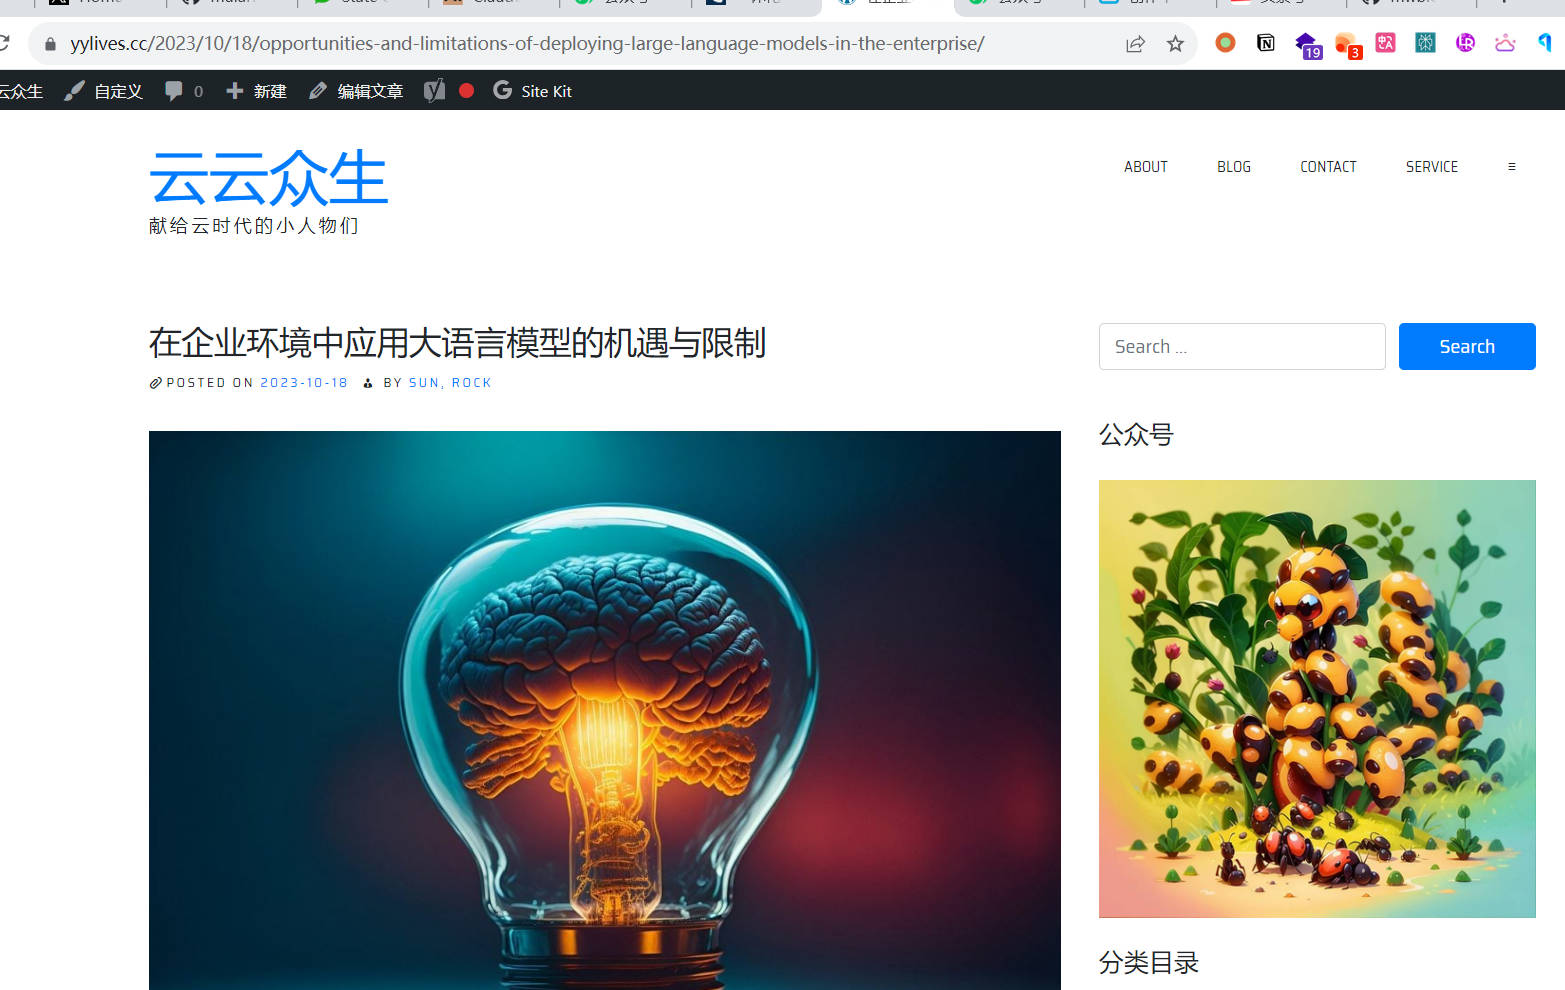 yylives.cc/2023/10/18/opportunities-and-limitations-of-deploying-large-language-models-in-the-enterprise/
19
3
云众生 自定义 0 新建 编辑文章 Site Kit
云云众生
献给云时代的小人物们
ABOUT BLOG CONTACT SERVICE
在企业环境中应用大语言模型的机遇与限制
POSTED ON 2023-10-18 BY SUN, ROCK
Search ...
Search
公众号
分类目录